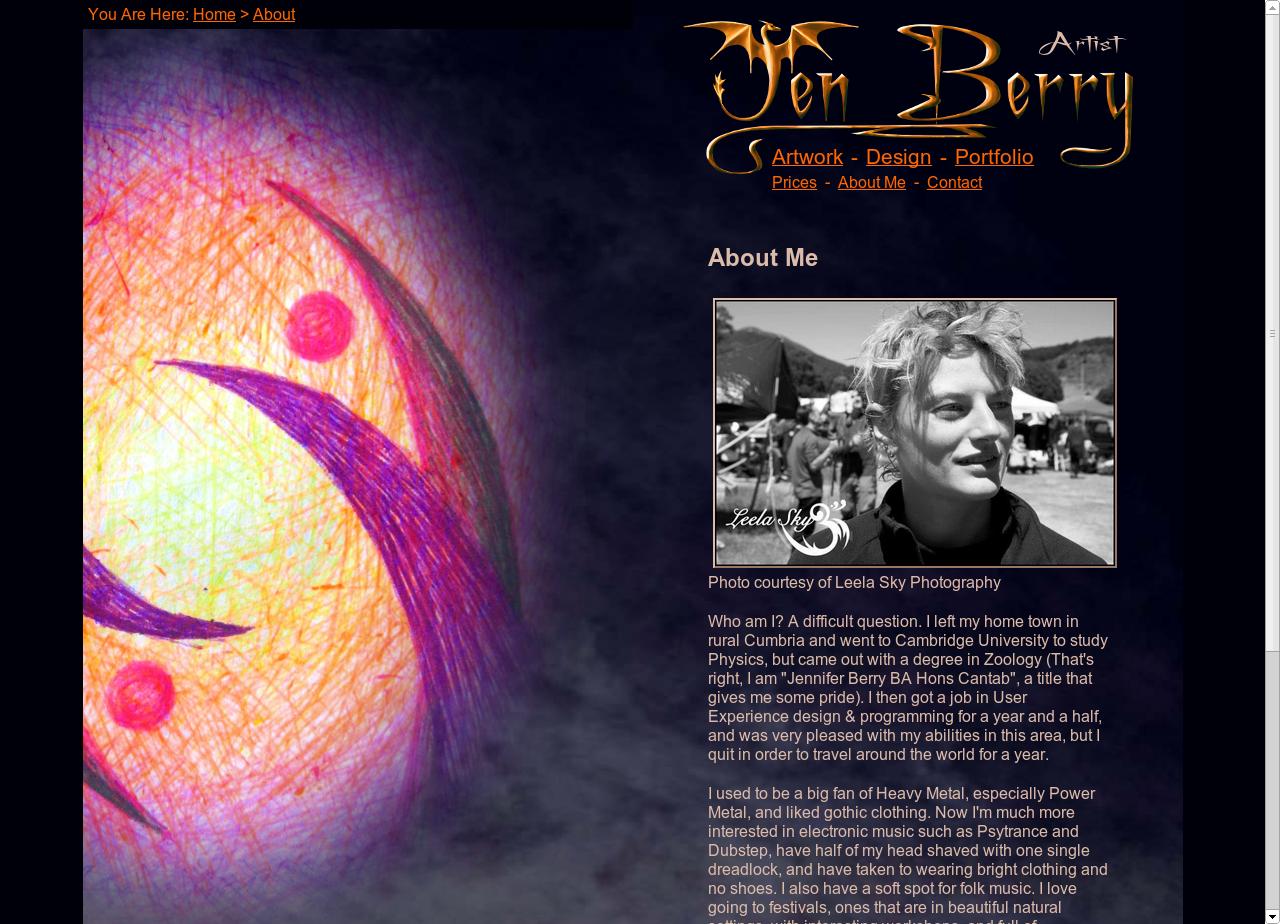 You Are Here: Home > About
Jen Berry
Artist
Artwork - Design - Portfolio
Prices - About Me - Contact
About Me
Leela Sky
Photo courtesy of Leela Sky Photography
Who am I? A difficult question. I left my home town in
rural Cumbria and went to Cambridge University to study
Physics, but came out with a degree in Zoology (That's
right, I am "Jennifer Berry BA Hons Cantab", a title that
gives me some pride). I then got a job in User
Experience design & programming for a year and a half,
and was very pleased with my abilities in this area, but I
quit in order to travel around the world for a year.
I used to be a big fan of Heavy Metal, especially Power
Metal, and liked gothic clothing. Now I'm much more
interested in electronic music such as Psytrance and
Dubstep, have half of my head shaved with one single
dreadlock, and have taken to wearing bright clothing and
no shoes. I also have a soft spot for folk music. I love
going to festivals, ones that are in beautiful natural